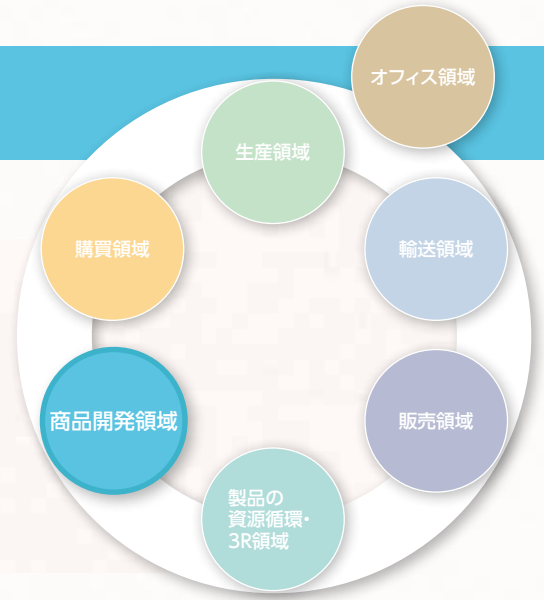 オフィス領域
生産領域
購買領域
輸送領域
商品開発領域
販売領域
製品の
資源循環・
3R領域